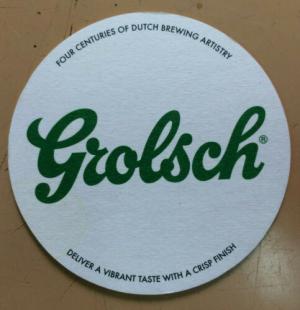 FOUR CENTURIES OF DUTCH BREWING ARTISTRY
Grolsch®
DELIVER A VIBRANT TASTE WITH A CRISP FINISH